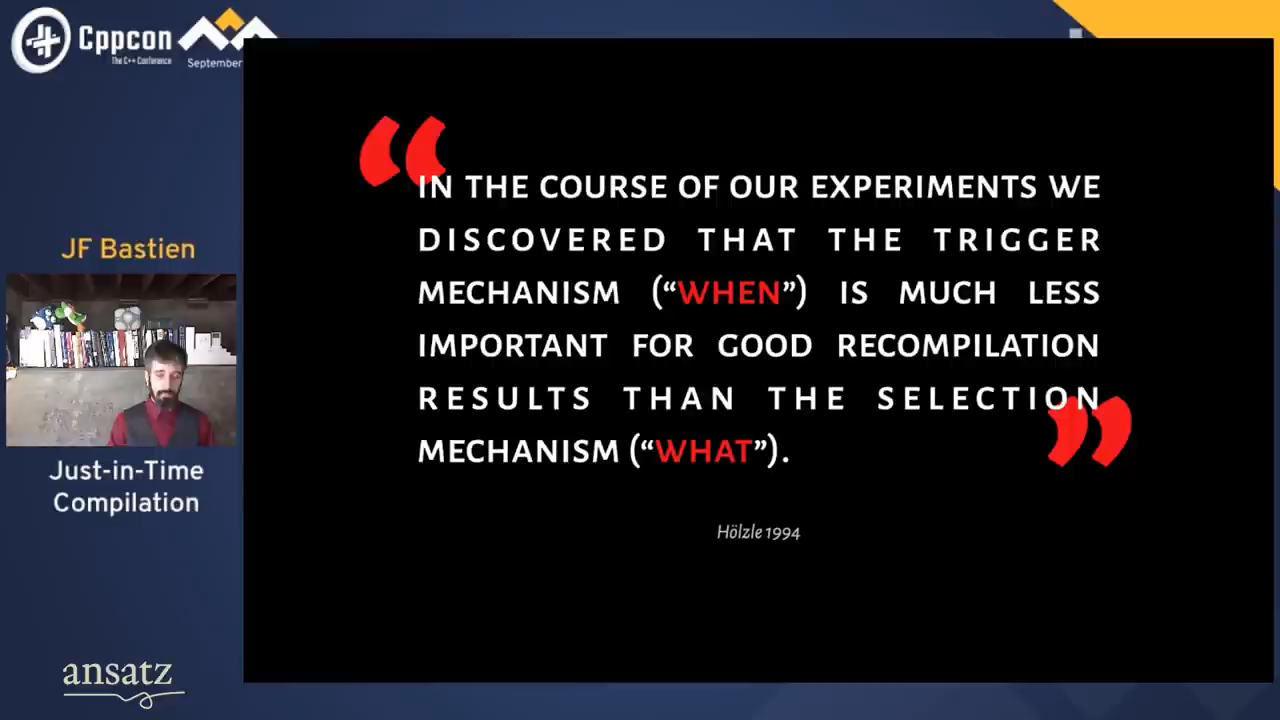 Cppcon
The C++ Conference
September
JF Bastien
Just-in-Time
Compilation
ansatz
“
IN THE COURSE OF OUR EXPERIMENTS WE
DISCOVERED THAT THE TRIGGER
MECHANISM (“WHEN”) IS MUCH LESS
IMPORTANT FOR GOOD RECOMPILATION
RESULTS THAN THE SELECTION
MECHANISM (“WHAT”).
”
Hölzle 1994